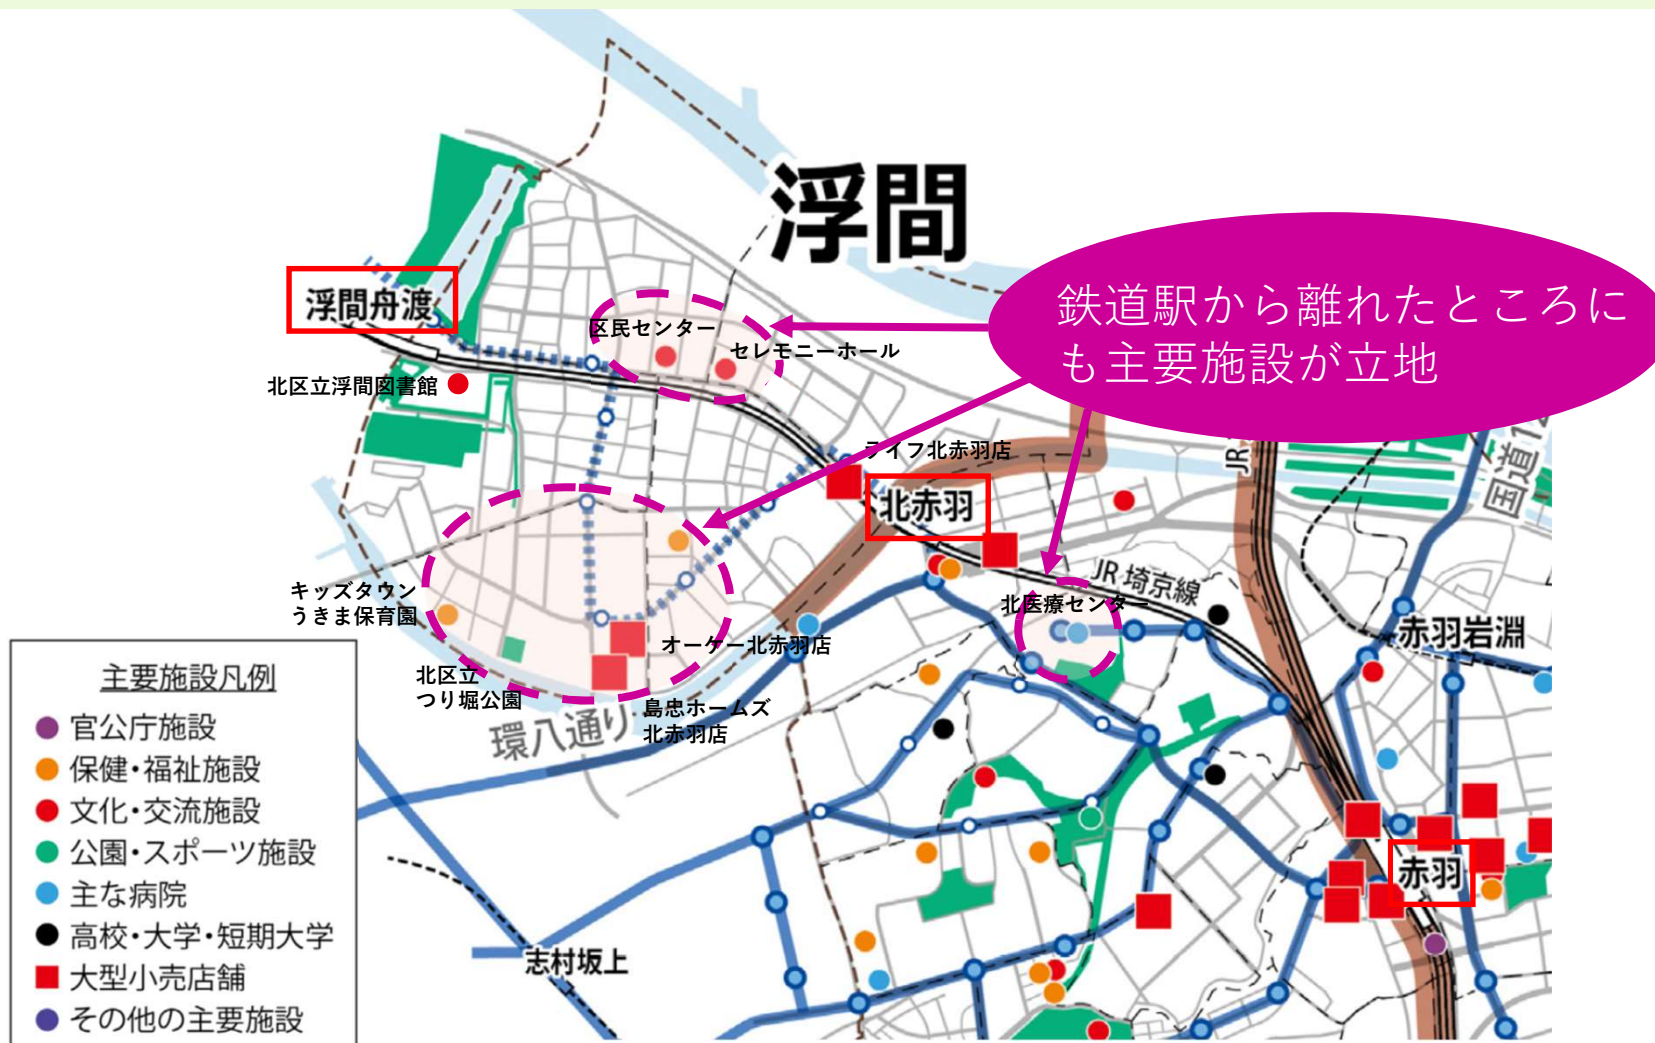 浮間
鉄道駅から離れたところに
も主要施設が立地
浮間舟渡
区民センター
セレモニーホール
北区立浮間図書館
ライフ北赤羽店
北赤羽
JR
国道12
JR埼京線
北医療センター
キッズタウン
うきま保育園
赤羽岩淵
オーケー北赤羽店
北区立
つり堀公園
島忠ホームズ
北赤羽店
環八通り
赤羽
志村坂上
主要施設凡例
官公庁施設
保健・福祉施設
文化・交流施設
公園・スポーツ施設
主な病院
高校・大学・短期大学
大型小売店舗
その他の主要施設